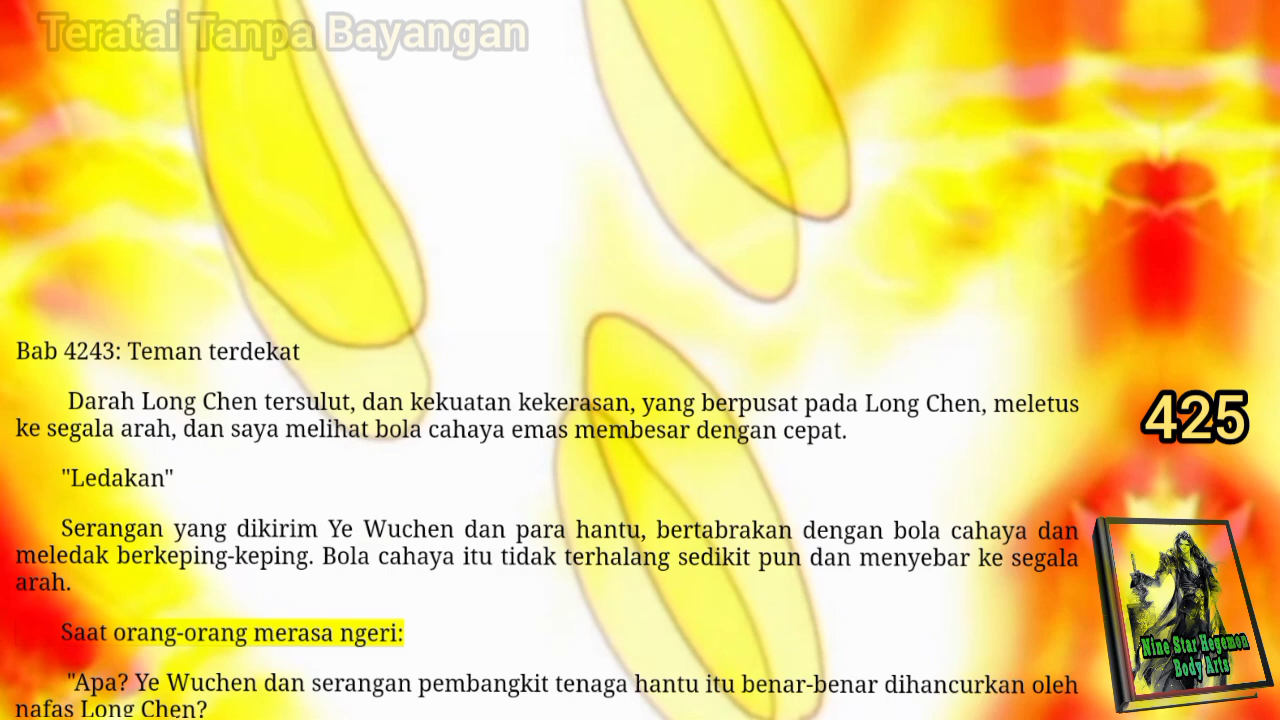 Teratai Tanpa Bayangan
Bab 4243: Teman terdekat
Darah Long Chen tersulut, dan kekuatan kekerasan, yang berpusat pada Long Chen, meletus
ke segala arah, dan saya melihat bola cahaya emas membesar dengan cepat.
"Ledakan"
Serangan yang dikirim Ye Wuchen dan para hantu, bertabrakan dengan bola cahaya dan
meledak berkeping-keping. Bola cahaya itu tidak terhalang sedikit pun dan menyebar ke segala
arah.
Saat orang-orang merasa ngeri:
"Apa? Ye Wuchen dan serangan pembangkit tenaga hantu itu benar-benar dihancurkan oleh
nafas Long Chen?
425
Nine Star Hegemon
Body Arts